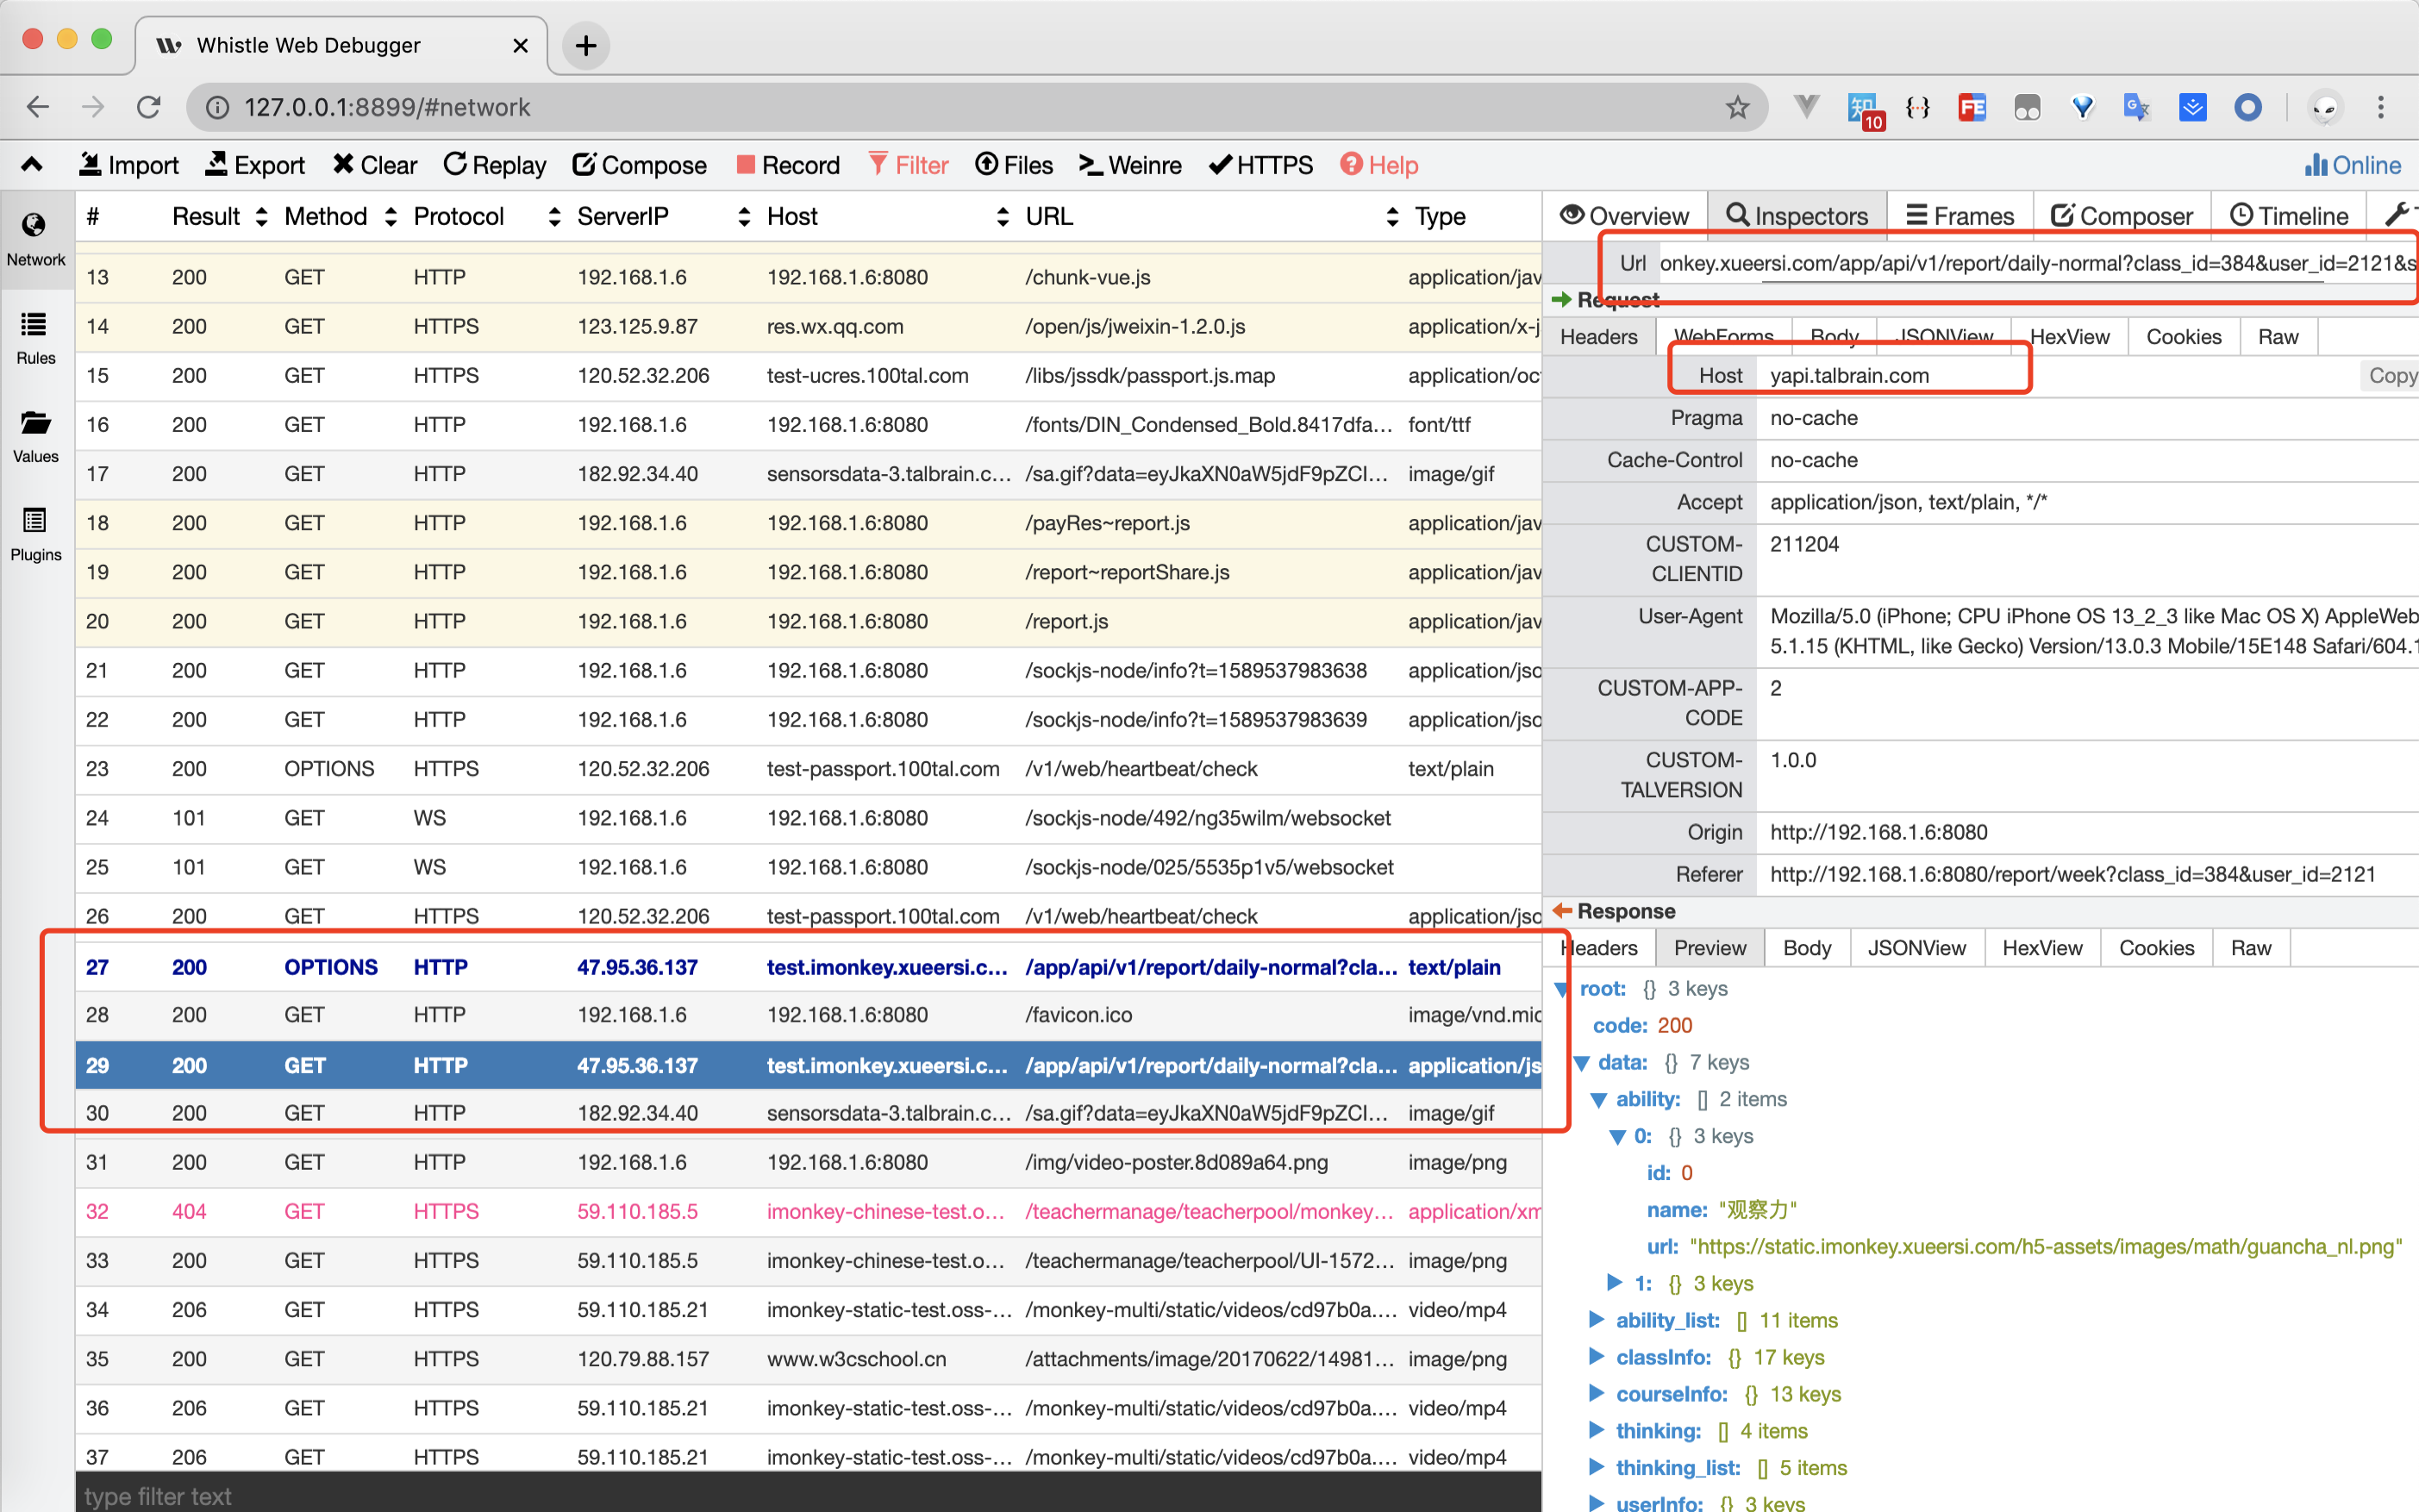 Whistle Web Debugger
127.0.0.1:8899/#network
知 10 FE
Import Export Clear Replay Compose Record Filter Files Weinre HTTPS Help Online
Network
Rules
Values
Plugins
# Result Method Protocol ServerIP Host URL Type
13 200 GET HTTP 192.168.1.6 192.168.1.6:8080 /chunk-vue.js application/jav
14 200 GET HTTPS 123.125.9.87 res.wx.qq.com /open/js/jweixin-1.2.0.js application/x-j
15 200 GET HTTPS 120.52.32.206 test-ucres.100tal.com /libs/jssdk/passport.js.map application/oc
16 200 GET HTTP 192.168.1.6 192.168.1.6:8080 /fonts/DIN_Condensed_Bold.8417dfa... font/ttf
17 200 GET HTTP 182.92.34.40 sensorsdata-3.talbrain.c... /sa.gif?data=eyJkaXN0aW5jdF9pZCI... image/gif
18 200 GET HTTP 192.168.1.6 192.168.1.6:8080 /payRes~report.js application/jav
19 200 GET HTTP 192.168.1.6 192.168.1.6:8080 /report~reportShare.js application/jav
20 200 GET HTTP 192.168.1.6 192.168.1.6:8080 /report.js application/jav
21 200 GET HTTP 192.168.1.6 192.168.1.6:8080 /sockjs-node/info?t=1589537983638 application/jso
22 200 GET HTTP 192.168.1.6 192.168.1.6:8080 /sockjs-node/info?t=1589537983639 application/jso
23 200 OPTIONS HTTPS 120.52.32.206 test-passport.100tal.com /v1/web/heartbeat/check text/plain
24 101 GET WS 192.168.1.6 192.168.1.6:8080 /sockjs-node/492/ng35wilm/websocket
25 101 GET WS 192.168.1.6 192.168.1.6:8080 /sockjs-node/025/5535p1v5/websocket
26 200 GET HTTPS 120.52.32.206 test-passport.100tal.com /v1/web/heartbeat/check application/jso
27 200 OPTIONS HTTP 47.95.36.137 test.imonkey.xueersi.c... /app/api/v1/report/daily-normal?cla... text/plain
28 200 GET HTTP 192.168.1.6 192.168.1.6:8080 /favicon.ico image/vnd.mic
29 200 GET HTTP 47.95.36.137 test.imonkey.xueersi.c... /app/api/v1/report/daily-normal?cla... application/js
30 200 GET HTTP 182.92.34.40 sensorsdata-3.talbrain.c... /sa.gif?data=eyJkaXN0aW5jdF9pZCI... image/gif
31 200 GET HTTP 192.168.1.6 192.168.1.6:8080 /img/video-poster.8d089a64.png image/png
32 404 GET HTTPS 59.110.185.5 imonkey-chinese-test.o... /teachermanage/teacherpool/monkey... application/xm
33 200 GET HTTPS 59.110.185.5 imonkey-chinese-test.o... /teachermanage/teacherpool/UI-1572... image/png
34 206 GET HTTPS 59.110.185.21 imonkey-static-test.oss-... /monkey-multi/static/videos/cd97b0a.... video/mp4
35 200 GET HTTPS 120.79.88.157 www.w3cschool.cn /attachments/image/20170622/14981... image/png
36 206 GET HTTPS 59.110.185.21 imonkey-static-test.oss-... /monkey-multi/static/videos/cd97b0a.... video/mp4
37 206 GET HTTPS 59.110.185.21 imonkey-static-test.oss-... /monkey-multi/static/videos/cd97b0a.... video/mp4
type filter text
Overview Inspectors Frames Composer Timeline
Url onkey.xueersi.com/app/api/v1/report/daily-normal?class_id=384&user_id=2121&s
Request
Headers WebForms Body JSONView HexView Cookies Raw
Host yapi.talbrain.com Copy
Pragma no-cache
Cache-Control no-cache
Accept application/json, text/plain, */*
CUSTOM- 211204
CLIENTID
User-Agent Mozilla/5.0 (iPhone; CPU iPhone OS 13_2_3 like Mac OS X) AppleWeb
5.1.15 (KHTML, like Gecko) Version/13.0.3 Mobile/15E148 Safari/604.1
CUSTOM-APP- 2
CODE
CUSTOM- 1.0.0
TALVERSION
Origin http://192.168.1.6:8080
Referer http://192.168.1.6:8080/report/week?class_id=384&user_id=2121
Response
Headers Preview Body JSONView HexView Cookies Raw
root: {} 3 keys
code: 200
data: {} 7 keys
ability: [] 2 items
0: {} 3 keys
id: 0
name: "观察力"
url: "https://static.imonkey.xueersi.com/h5-assets/images/math/guancha_nl.png"
1: {} 3 keys
ability_list: [] 11 items
classInfo: {} 17 keys
courseInfo: {} 13 keys
thinking: [] 4 items
thinking_list: [] 5 items
userInfo: {} 3 keys